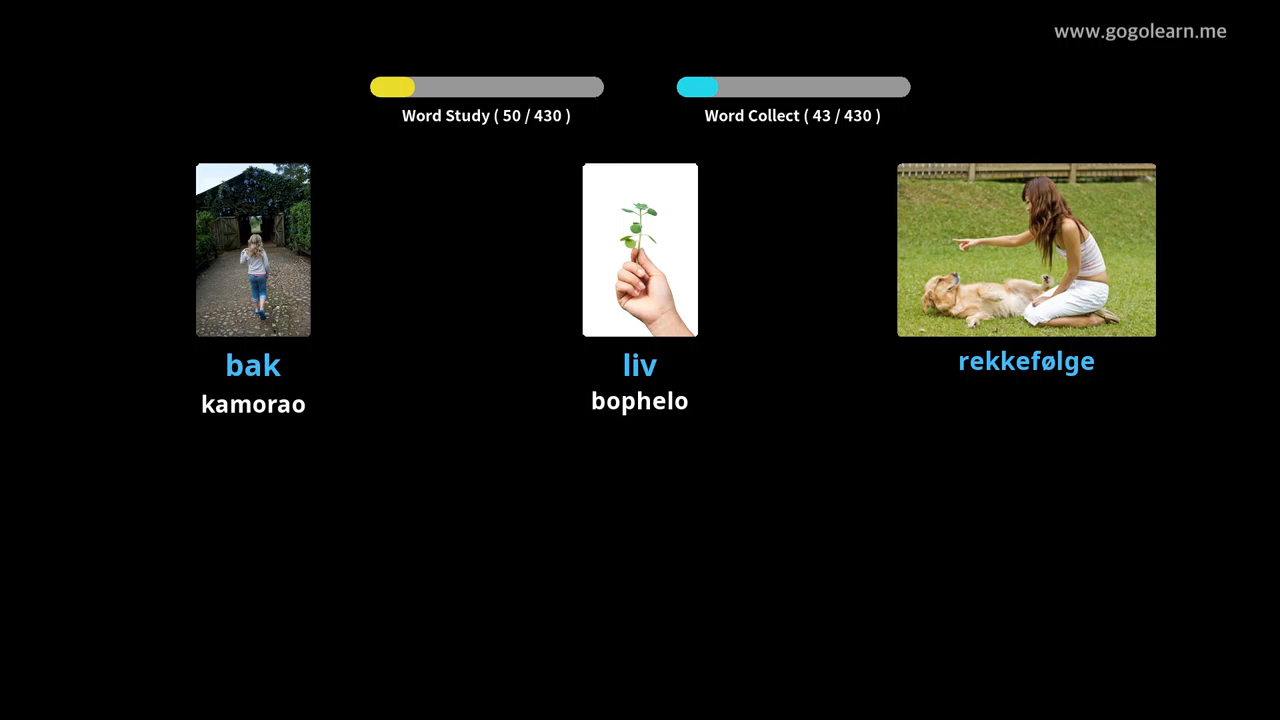 www.gogolearn.me
Word Study ( 50 / 430 )
Word Collect ( 43 / 430 )
bak
kamorao
liv
bophelo
rekkefølge